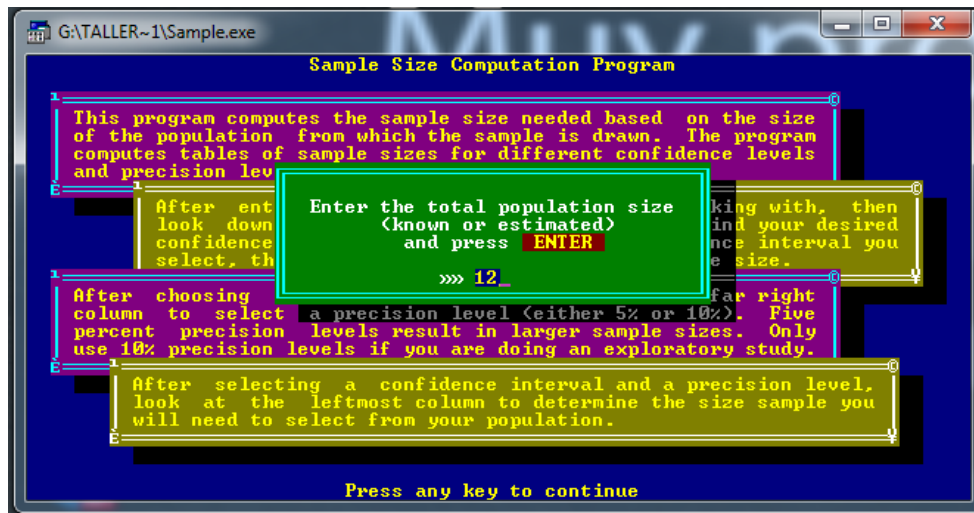 Muy pr
G:\TALLER~1\Sample.exe
Sample Size Computation Program
This program computes the sample size needed based on the size
of the population from which the sample is drawn. The program
computes tables of sample sizes for different confidence levels
and precision lev
After ent
look down
confidence
select, th
king with, then
ind your desired
ce interval you
e size.
Enter the total population size
(known or estimated)
and press ENTER
»»» 12_
After choosing far right
column to select a precision level (either 5% or 10%). Five
percent precision levels result in larger sample sizes. Only
use 10% precision levels if you are doing an exploratory study.
After selecting a confidence interval and a precision level,
look at the leftmost column to determine the size sample you
will need to select from your population.
Press any key to continue